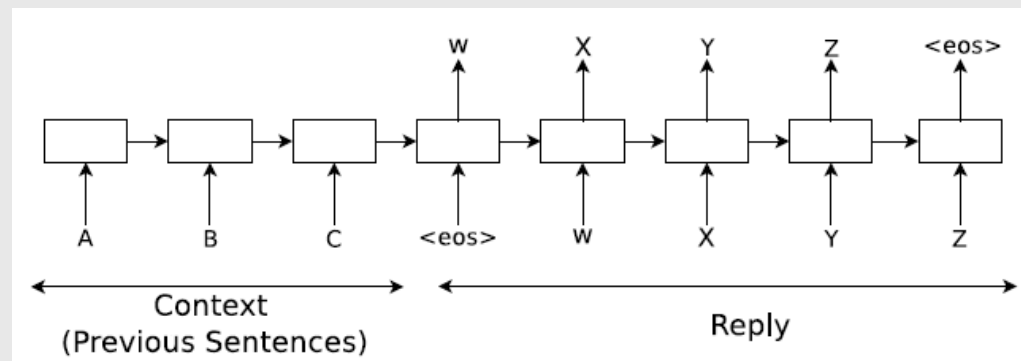 W X Y Z <eos>
A B C <eos> W X Y Z
Context
(Previous Sentences)
Reply